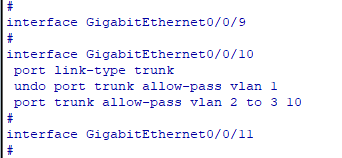 #
interface GigabitEthernet0/0/9
#
interface GigabitEthernet0/0/10
port link-type trunk
undo port trunk allow-pass vlan 1
port trunk allow-pass vlan 2 to 3 10
#
interface GigabitEthernet0/0/11
#